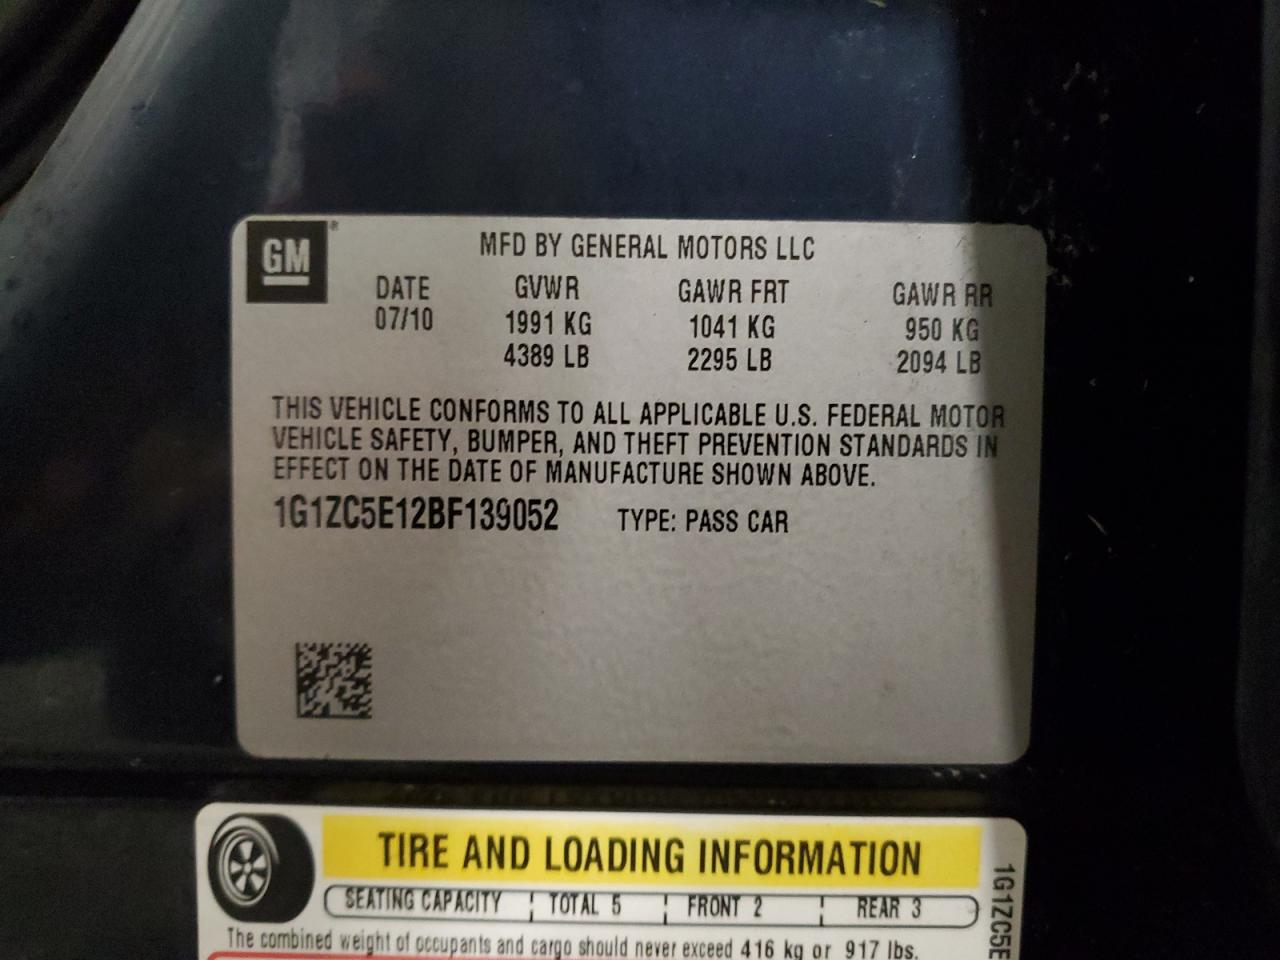 GM®
MFD BY GENERAL MOTORS LLC
DATE GVWR GAWR FRT GAWR RR
07/10 1991 KG 1041 KG 950 KG
4389 LB 2295 LB 2094 LB
THIS VEHICLE CONFORMS TO ALL APPLICABLE U.S. FEDERAL MOTOR
VEHICLE SAFETY, BUMPER, AND THEFT PREVENTION STANDARDS IN
EFFECT ON THE DATE OF MANUFACTURE SHOWN ABOVE.
1G1ZC5E12BF139052 TYPE: PASS CAR
TIRE AND LOADING INFORMATION
SEATING CAPACITY TOTAL 5 FRONT 2 REAR 3
The combined weight of occupants and cargo should never exceed 416 kg or 917 lbs.
1G1ZC5E